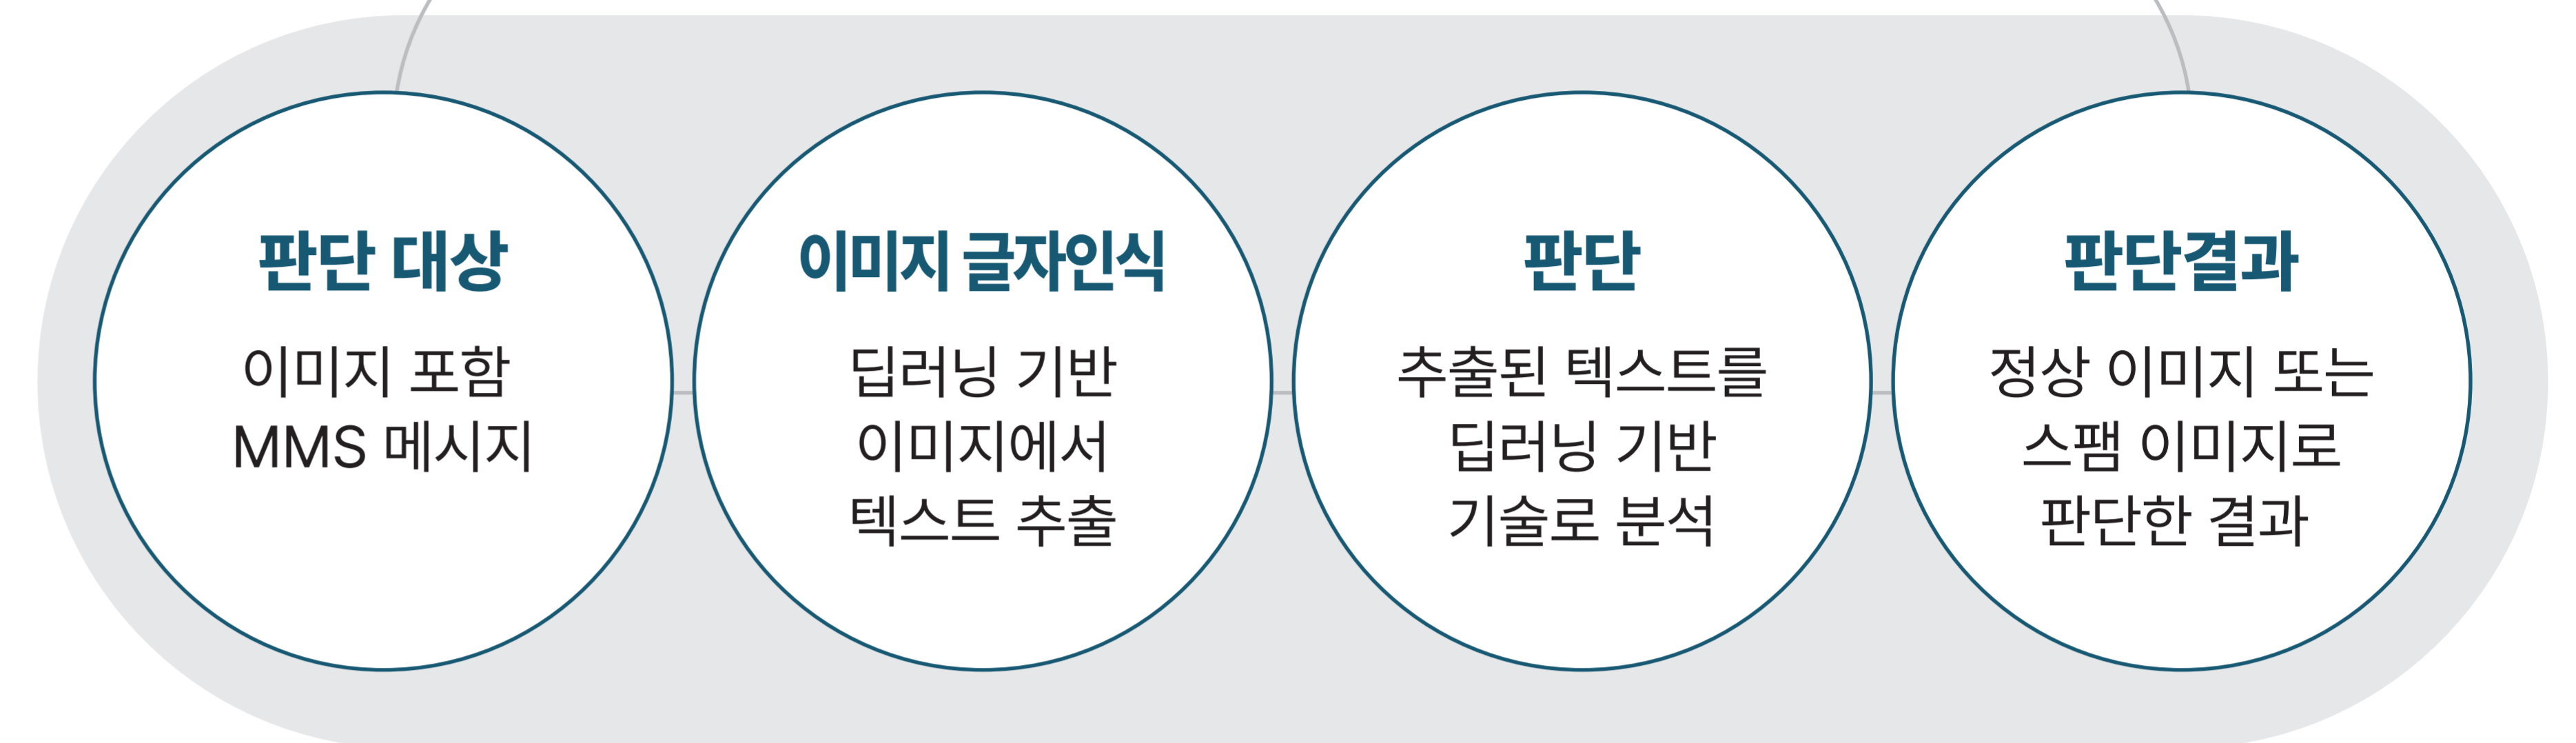 판단 대상
이미지 포함
MMS 메시지
이미지 글자인식
딥러닝 기반
이미지에서
텍스트 추출
판단
추출된 텍스트를
딥러닝 기반
기술로 분석
판단결과
정상 이미지 또는
스팸 이미지로
판단한 결과